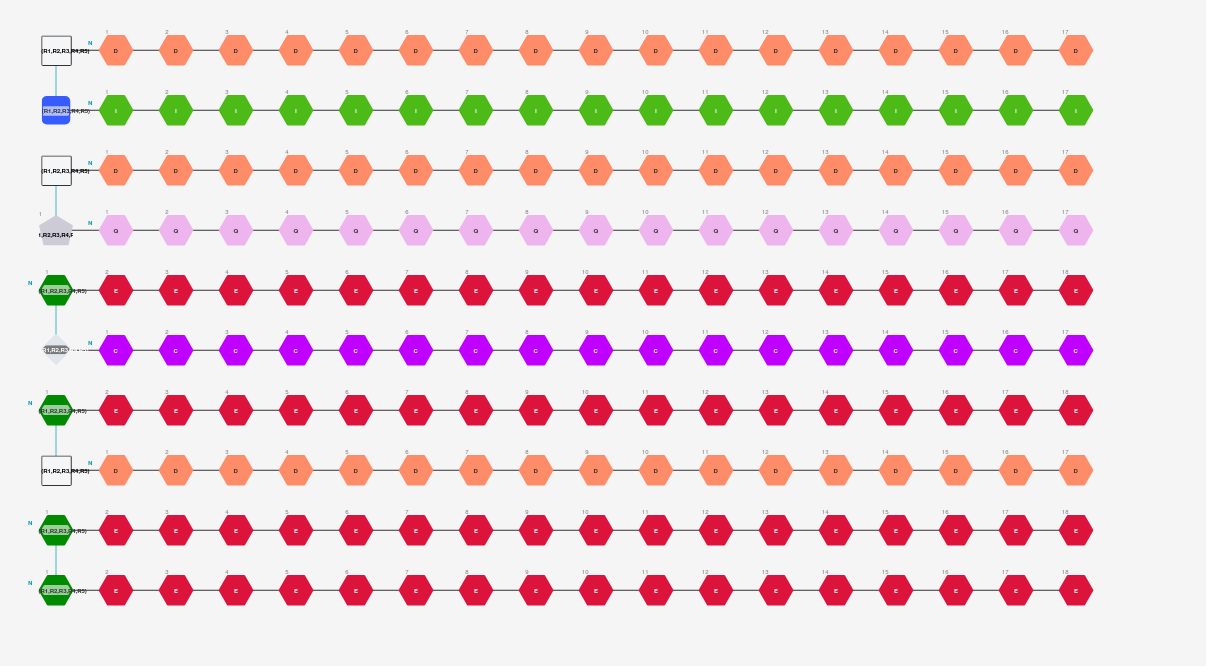 1 2 3 4 5 6 7 8 9 10 11 12 13 14 15 16 17
N
(R1,R2,R3,R4,R5) D D D D D D D D D D D D D D D D D
1 2 3 4 5 6 7 8 9 10 11 12 13 14 15 16 17
N
(R1,R2,R3,R4,R5) I I I I I I I I I I I I I I I I I
1 2 3 4 5 6 7 8 9 10 11 12 13 14 15 16 17
N
(R1,R2,R3,R4,R5) D D D D D D D D D D D D D D D D D
1 2 3 4 5 6 7 8 9 10 11 12 13 14 15 16 17
1 N
,R2,R3,R4, Q Q Q Q Q Q Q Q Q Q Q Q Q Q Q Q Q
1 2 3 4 5 6 7 8 9 10 11 12 13 14 15 16 17 18
N
(R1,R2,R3,R4,R5) E E E E E E E E E E E E E E E E E
1 2 3 4 5 6 7 8 9 10 11 12 13 14 15 16 17
N
(R1,R2,R3,R4,R5) C C C C C C C C C C C C C C C C C
1 2 3 4 5 6 7 8 9 10 11 12 13 14 15 16 17 18
N
(R1,R2,R3,R4,R5) E E E E E E E E E E E E E E E E E
1 2 3 4 5 6 7 8 9 10 11 12 13 14 15 16 17
N
(R1,R2,R3,R4,R5) D D D D D D D D D D D D D D D D D
1 2 3 4 5 6 7 8 9 10 11 12 13 14 15 16 17 18
N
(R1,R2,R3,R4,R5) E E E E E E E E E E E E E E E E E
1 2 3 4 5 6 7 8 9 10 11 12 13 14 15 16 17 18
N
(R1,R2,R3,R4,R5) E E E E E E E E E E E E E E E E E